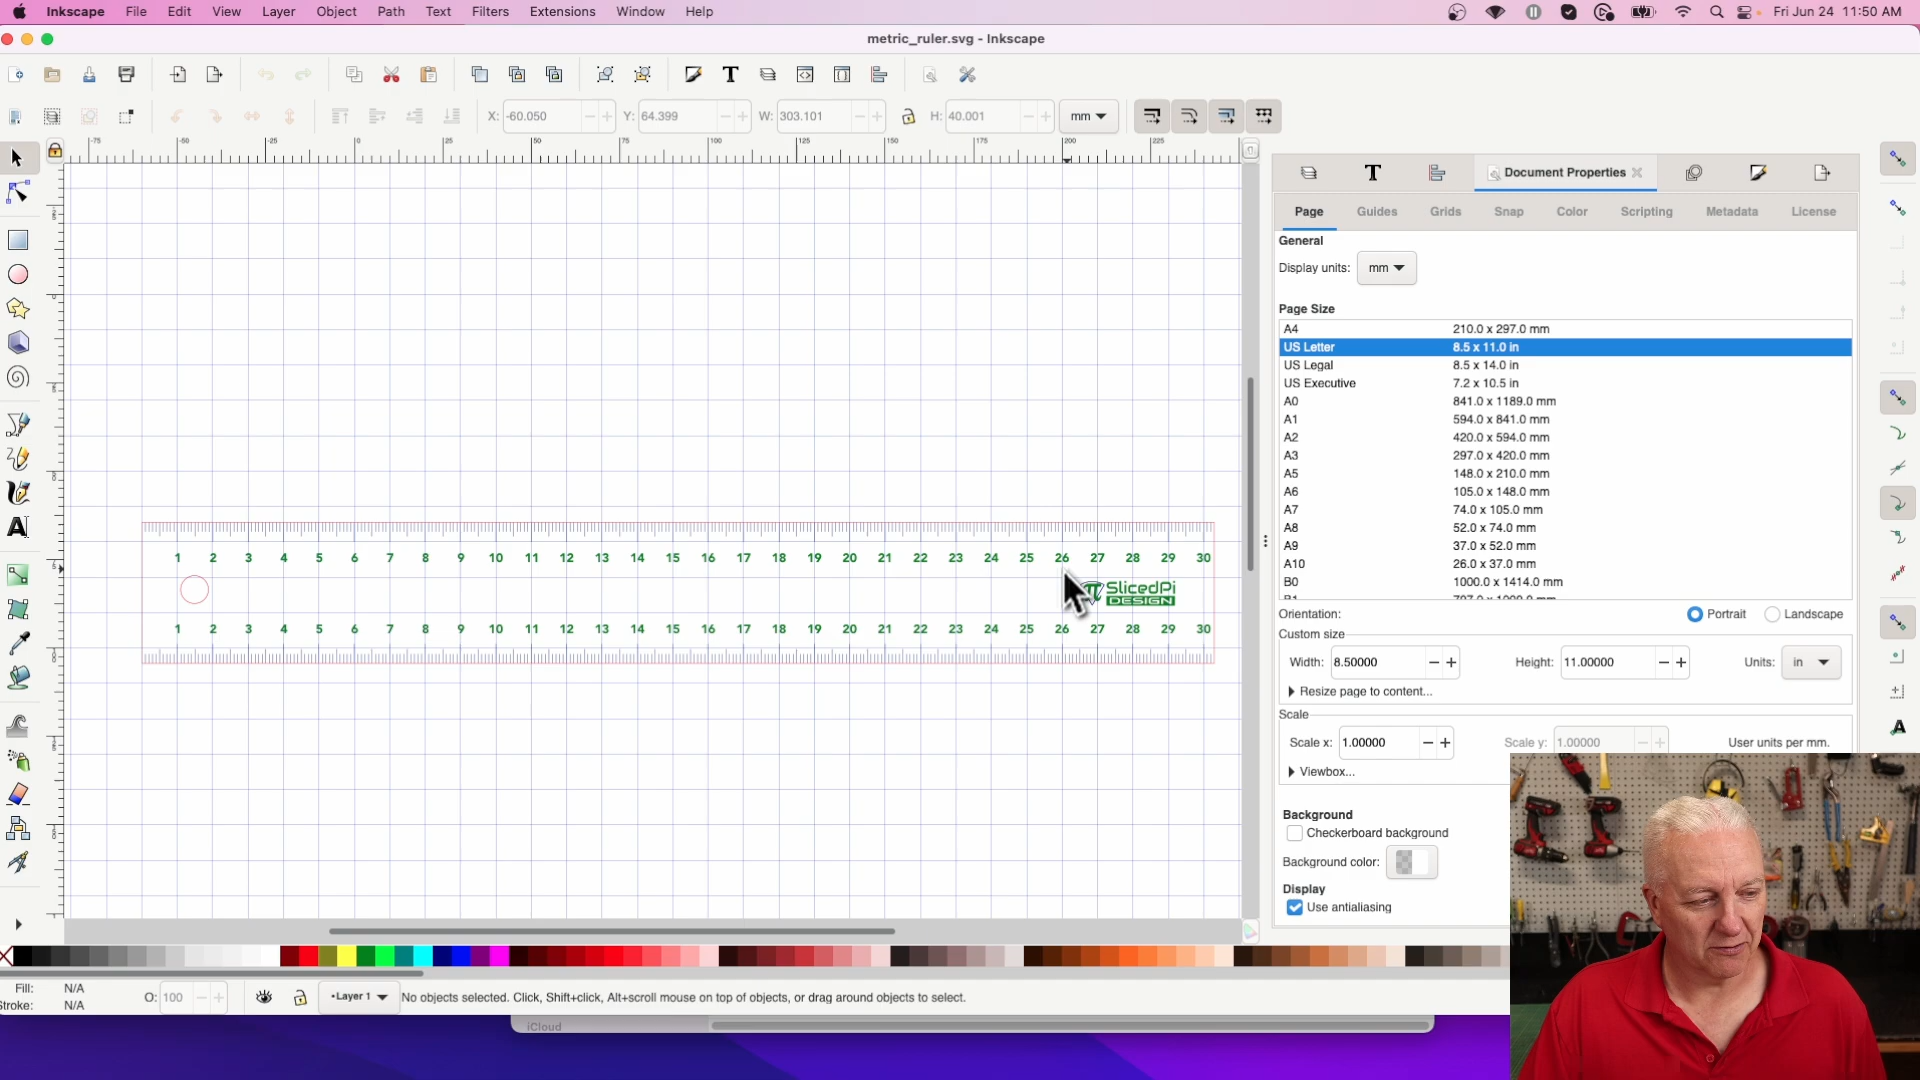 Inkscape File Edit View Layer Object Path Text Filters Extensions Window Help Fri Jun 24 11:50 AM
metric_ruler.svg - Inkscape
X: -60.050 Y: 64.399 W: 303.101 H: 40.001 mm
-75 -50 -25 0 25 50 75 100 125 150 175 200 225
Document Properties
Page Guides Grids Snap Color Scripting Metadata License
General
Display units: mm
Page Size
A4 210.0 x 297.0 mm
US Letter 8.5 x 11.0 in
US Legal 8.5 x 14.0 in
US Executive 7.2 x 10.5 in
A0 841.0 x 1189.0 mm
A1 594.0 x 841.0 mm
A2 420.0 x 594.0 mm
A3 297.0 x 420.0 mm
A5 148.0 x 210.0 mm
A6 105.0 x 148.0 mm
A7 74.0 x 105.0 mm
A8 52.0 x 74.0 mm
A9 37.0 x 52.0 mm
A10 26.0 x 37.0 mm
B0 1000.0 x 1414.0 mm
Orientation: Portrait Landscape
Custom size
Width: 8.50000 Height: 11.00000 Units: in
Resize page to content...
Scale
Scale x: 1.00000 Scale y: 1.00000 User units per mm.
Viewbox...
Background
Checkerboard background
Background color:
Display
Use antialiasing
1 2 3 4 5 6 7 8 9 10 11 12 13 14 15 16 17 18 19 20 21 22 23 24 25 26 27 28 29 30
SlicedPi
DESIGN
1 2 3 4 5 6 7 8 9 10 11 12 13 14 15 16 17 18 19 20 21 22 23 24 25 26 27 28 29 30
Fill: N/A
Stroke: N/A
O: 100
Layer 1
No objects selected. Click, Shift+click, Alt+scroll mouse on top of objects, or drag around objects to select.
iCloud